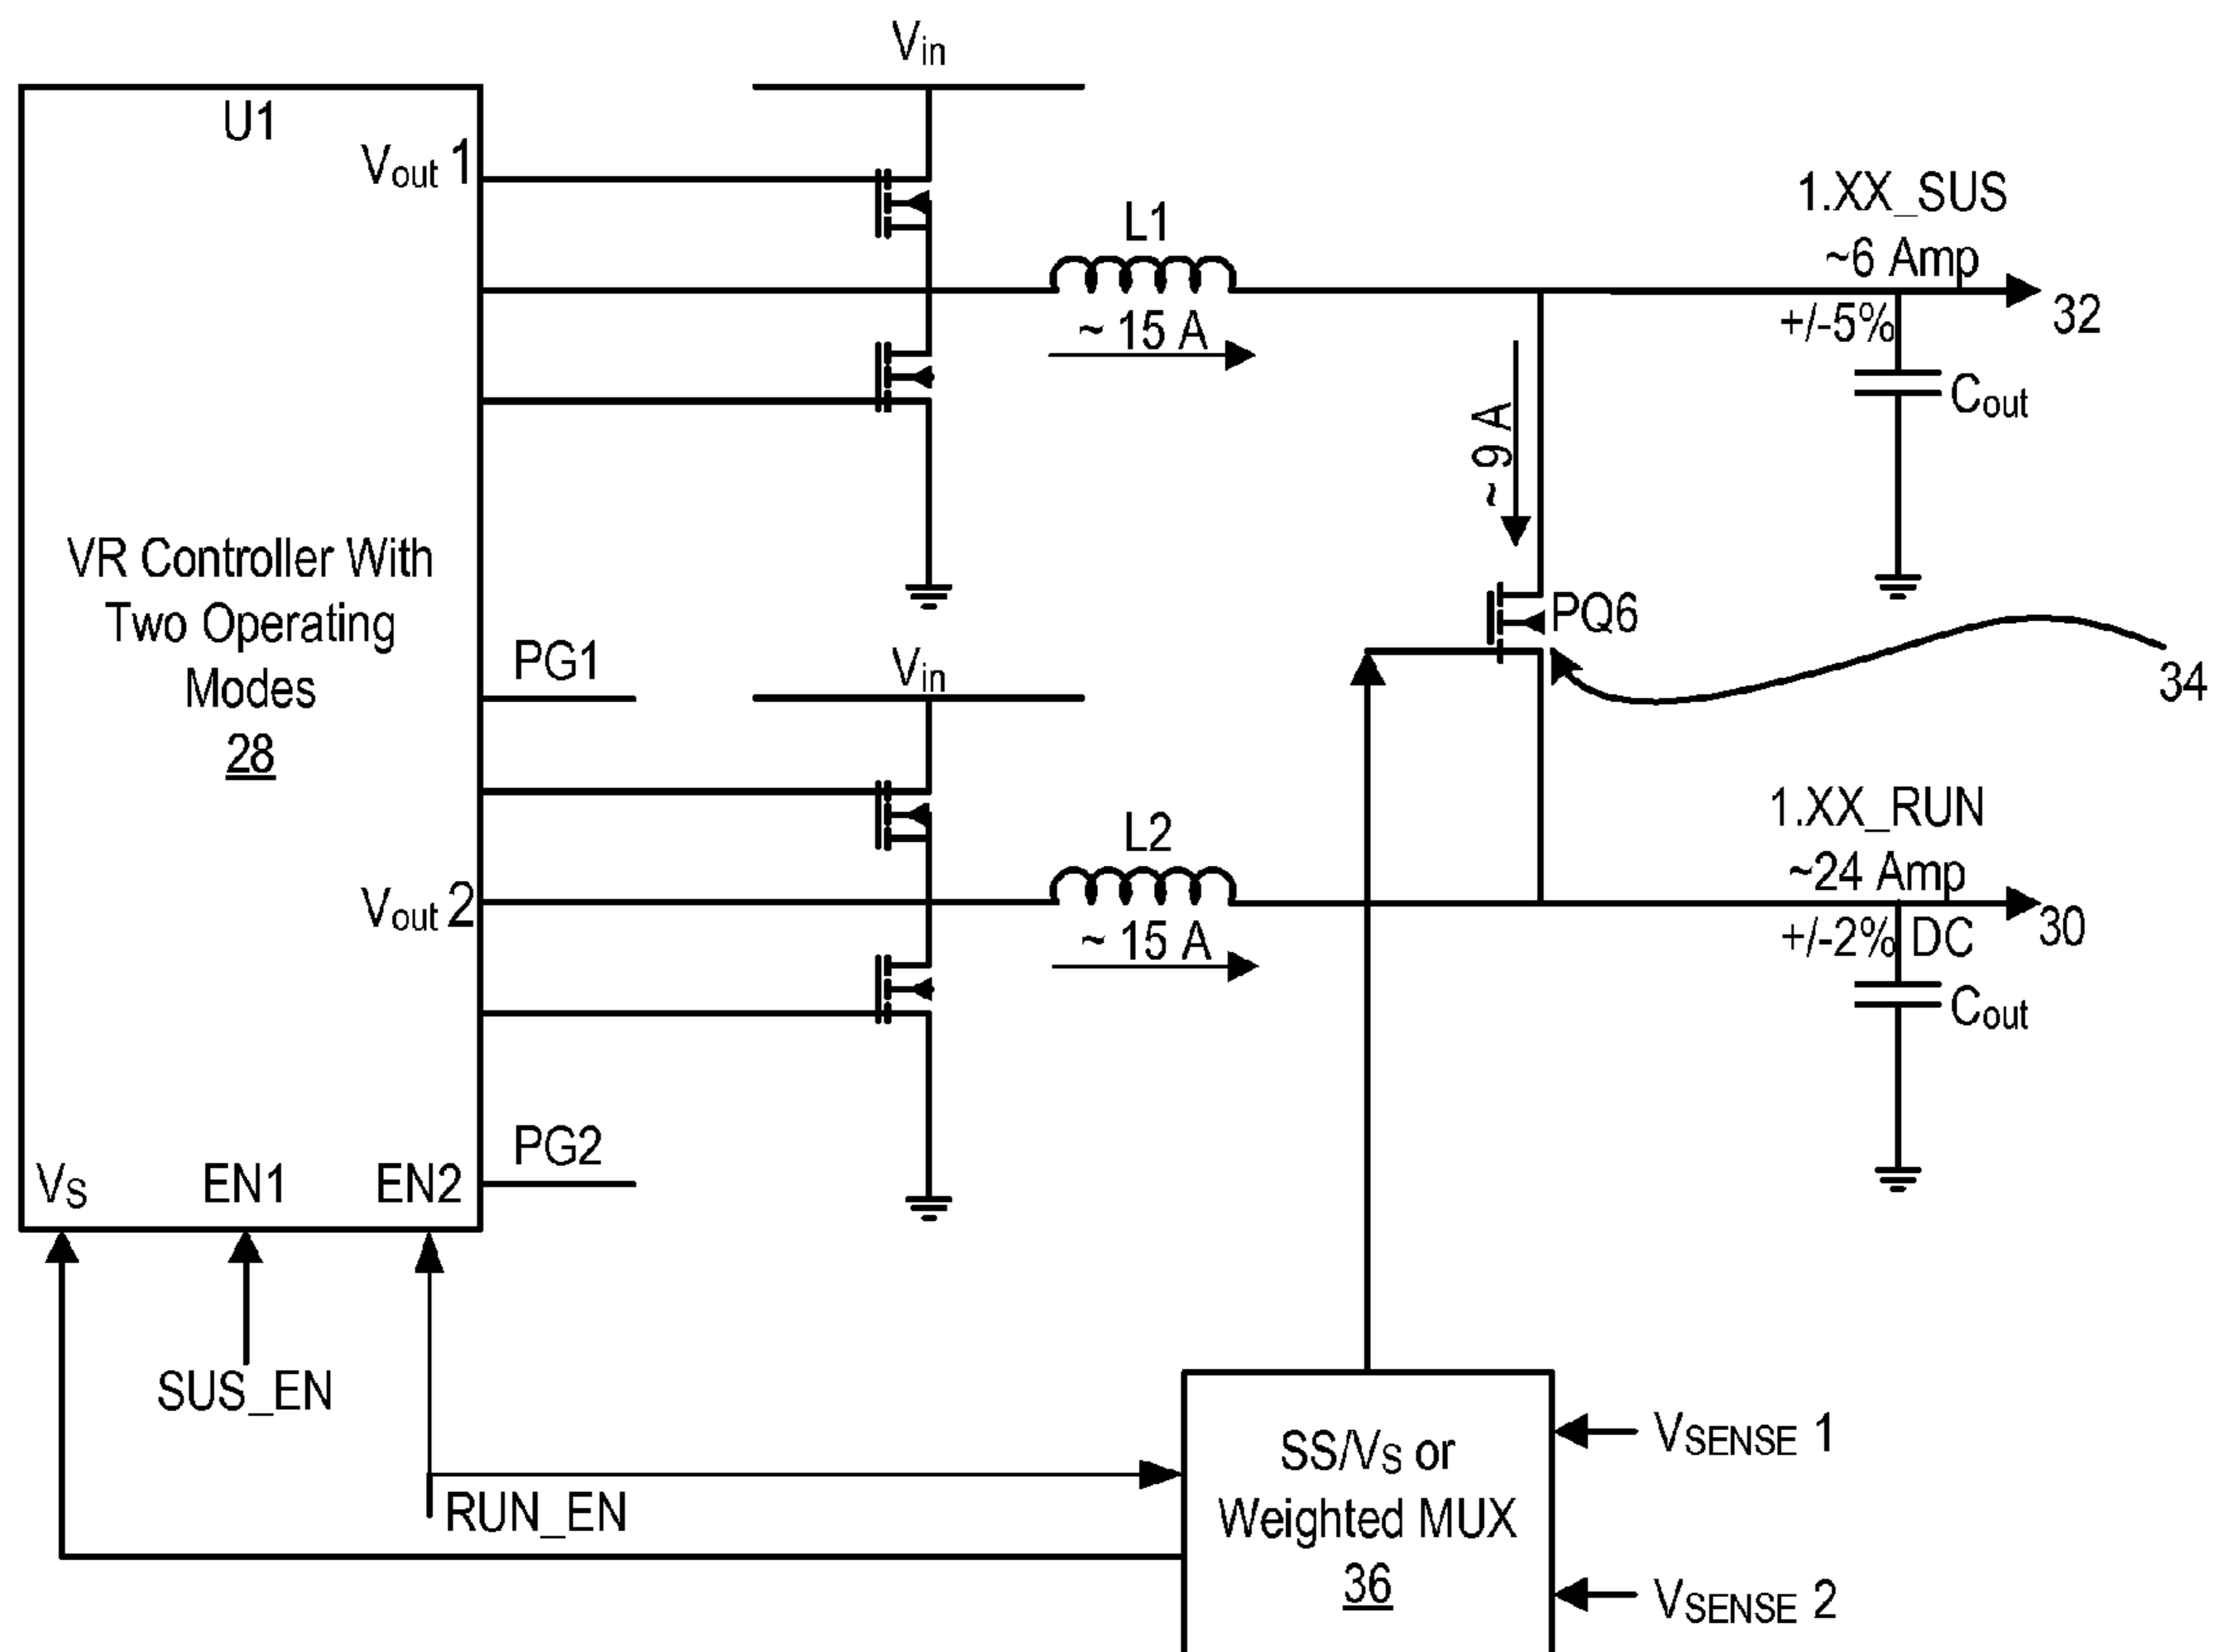 Vin
U1
Vout 1
1.XX_SUS
L1
~6 Amp
~ 15 A
+/-5%
32
Cout
~ 9 A
VR Controller With
Two Operating
Modes
28
PQ6
34
PG1
Vin
1.XX_RUN
L2
~24 Amp
Vout 2
~ 15 A
+/-2% DC
30
Cout
PG2
VS
EN1
EN2
SUS_EN
RUN_EN
SS/VS or
Weighted MUX
36
VSENSE 1
VSENSE 2